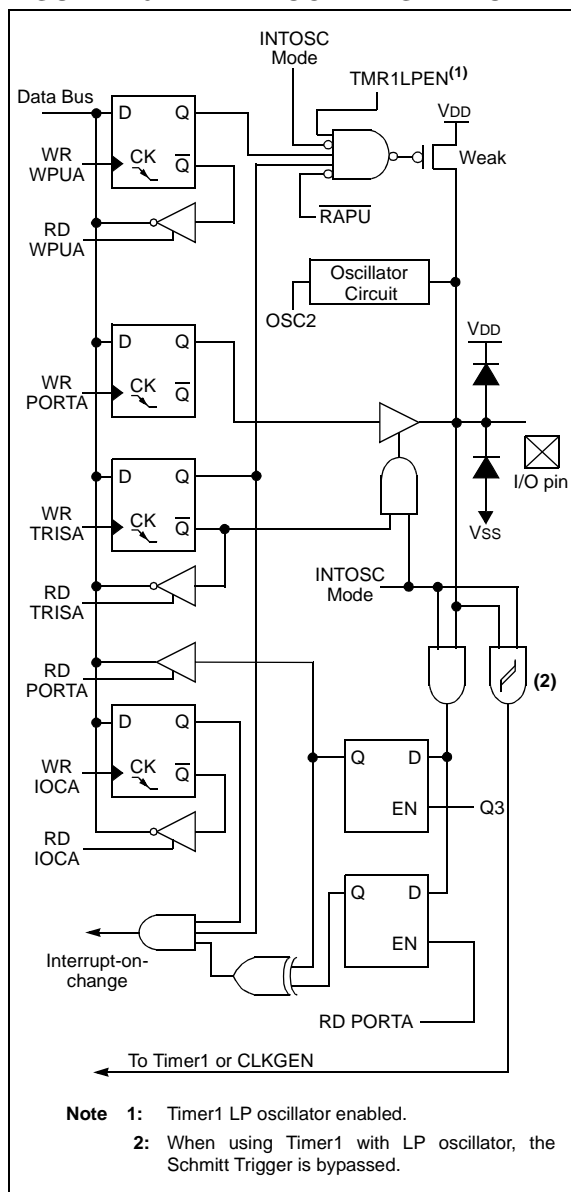 INTOSC
Mode
TMR1LPEN(1)
Data Bus
D Q
VDD
WR
WPUA
CK
Q
Weak
RD
WPUA
RAPU
Oscillator
Circuit
OSC2
D Q
VDD
WR
PORTA
CK
Q
I/O pin
D Q
WR
TRISA
CK
Q
VSS
INTOSC
Mode
RD
TRISA
RD
PORTA
(2)
D Q
Q D
WR
IOCA
CK
Q
EN
Q3
RD
IOCA
Q D
EN
Interrupt-on-
change
RD PORTA
To Timer1 or CLKGEN
Note 1: Timer1 LP oscillator enabled.
2: When using Timer1 with LP oscillator, the
Schmitt Trigger is bypassed.